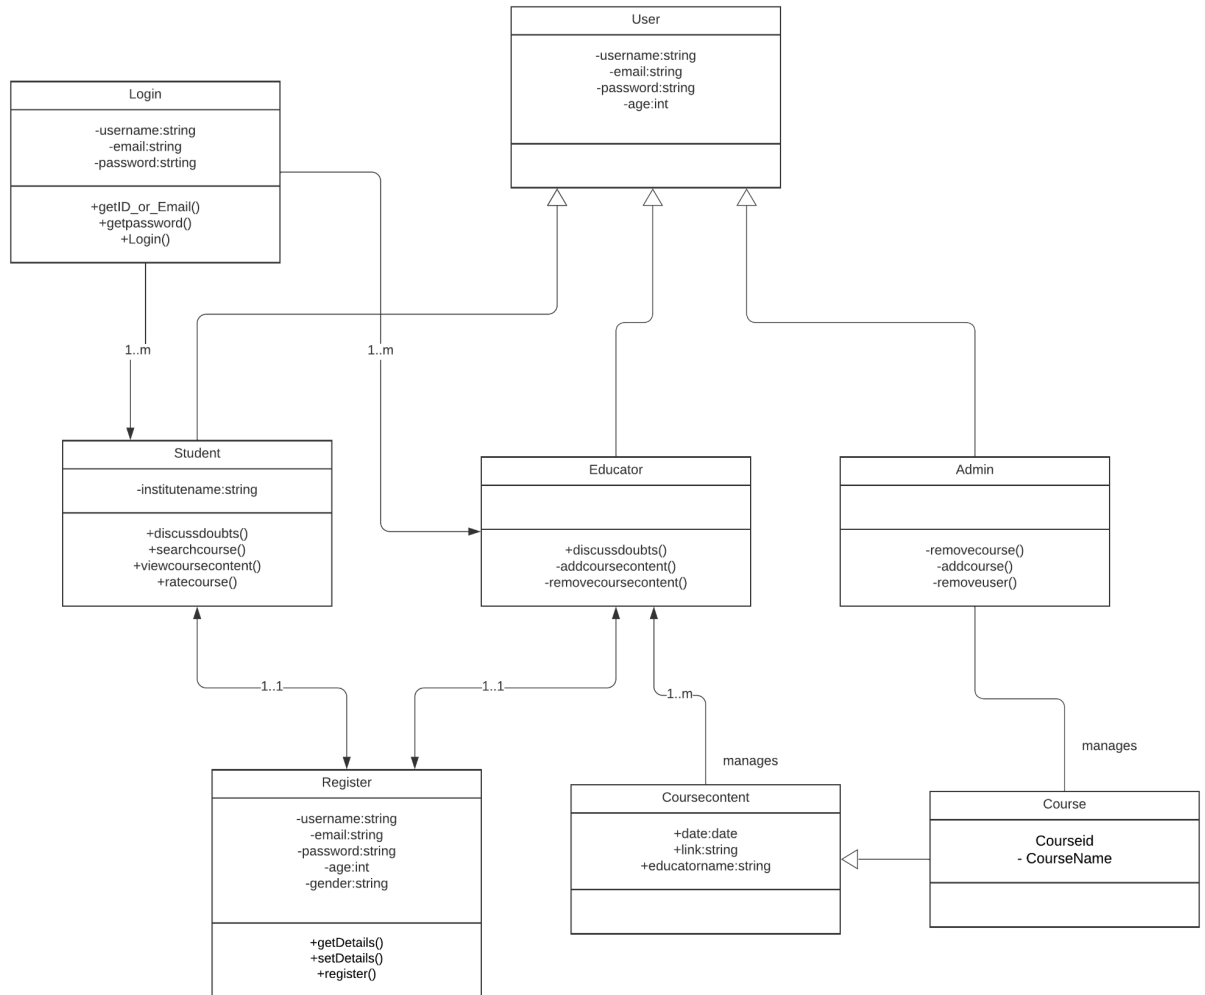 User
-username:string
-email:string
-password:string
-age:int
Login
-username:string
-email:string
-password:strting
+getID_or_Email()
+getpassword()
+Login()
1..m
1..m
Student
-institutename:string
+discussdoubts()
+searchcourse()
+viewcoursecontent()
+ratecourse()
Educator
+discussdoubts()
-addcoursecontent()
-removecoursecontent()
Admin
-removecourse()
-addcourse()
-removeuser()
1..1
1..1
1..m
manages
manages
Register
-username:string
-email:string
-password:string
-age:int
-gender:string
+getDetails()
+setDetails()
+register()
Coursecontent
+date:date
+link:string
+educatorname:string
Course
Courseid
- CourseName